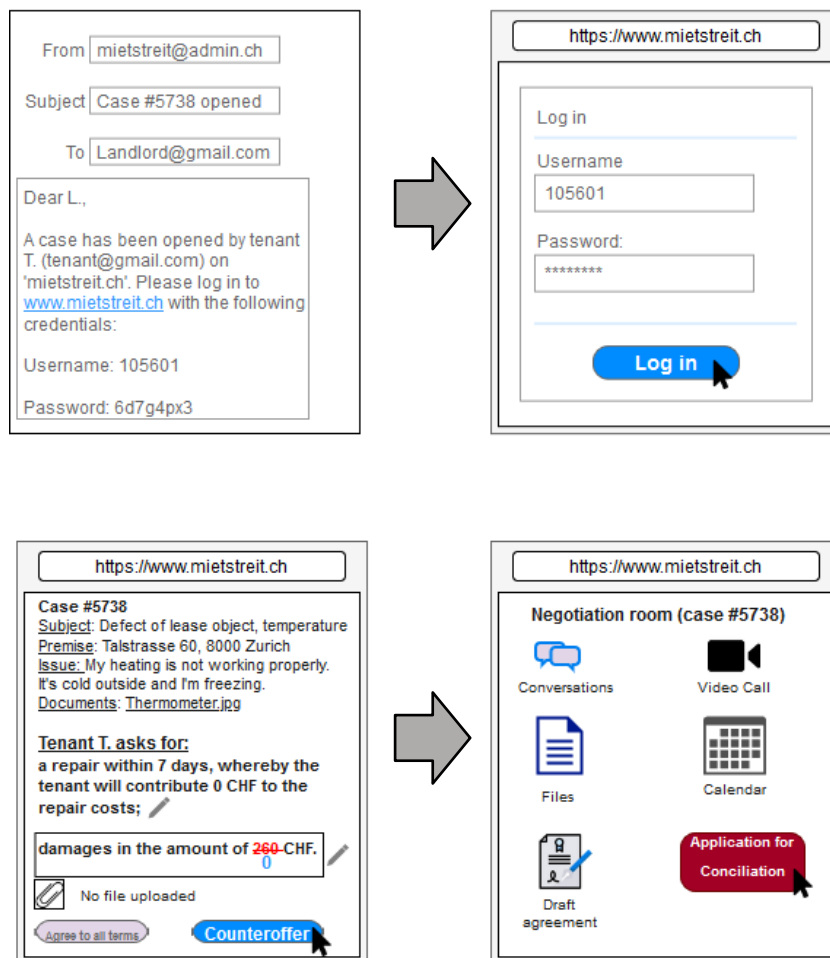 From mietstreit@admin.ch
Subject Case #5738 opened
To Landlord@gmail.com
Dear L.,
A case has been opened by tenant
T. (tenant@gmail.com) on
'mietstreit.ch'. Please log in to
www.mietstreit.ch with the following
credentials:
Username: 105601
Password: 6d7g4px3
https://www.mietstreit.ch
Log in
Username
105601
Password:
********
Log in
https://www.mietstreit.ch
Case #5738
Subject: Defect of lease object, temperature
Premise: Talstrasse 60, 8000 Zurich
Issue: My heating is not working properly.
It's cold outside and I'm freezing.
Documents: Thermometer.jpg
Tenant T. asks for:
a repair within 7 days, whereby the
tenant will contribute 0 CHF to the
repair costs;
damages in the amount of 260 CHF.
0
No file uploaded
Agree to all terms
Counteroffer
https://www.mietstreit.ch
Negotiation room (case #5738)
Conversations
Video Call
Files
Calendar
Draft
agreement
Application for
Conciliation